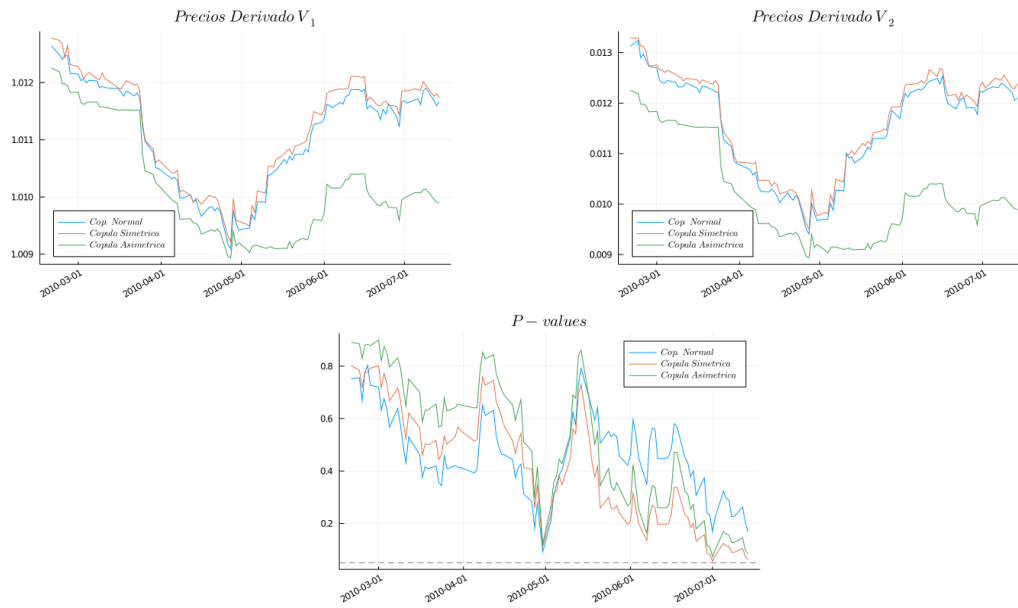 Precios Derivado V₁
1.012
1.011
1.010
1.009
Cop. Normal
Copula Simetrica
Copula Asimetrica
2010-03-01
2010-04-01
2010-05-01
2010-06-01
2010-07-01
Precios Derivado V₂
0.013
0.012
0.011
0.010
0.009
Cop. Normal
Copula Simetrica
Copula Asimetrica
2010-03-01
2010-04-01
2010-05-01
2010-06-01
2010-07-01
P − values
0.8
0.6
0.4
0.2
Cop. Normal
Copula Simetrica
Copula Asimetrica
2010-03-01
2010-04-01
2010-05-01
2010-06-01
2010-07-01